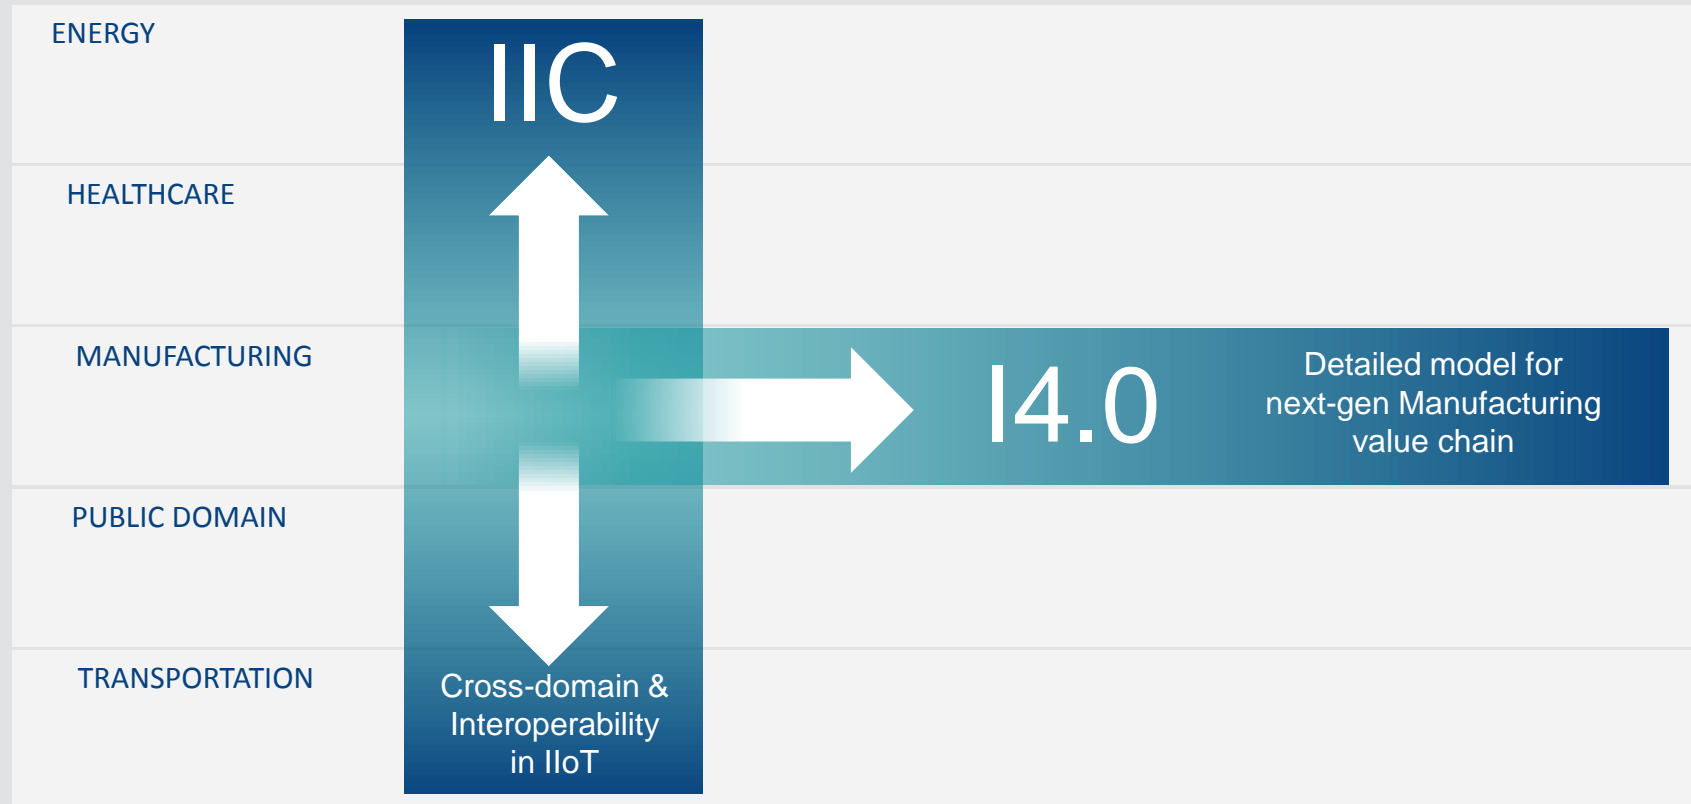 ENERGY
IIC
HEALTHCARE
MANUFACTURING
I4.0
Detailed model for
next-gen Manufacturing
value chain
PUBLIC DOMAIN
TRANSPORTATION
Cross-domain &
Interoperability
in IIoT